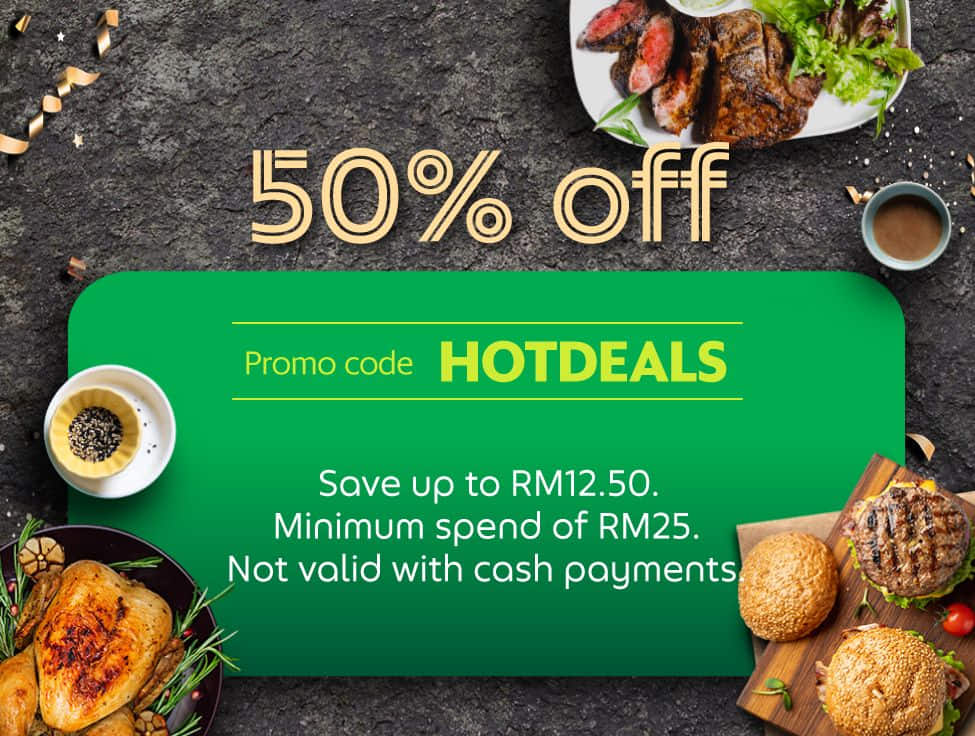 50% off
Promo code HOTDEALS
Save up to RM12.50.
Minimum spend of RM25.
Not valid with cash payments.